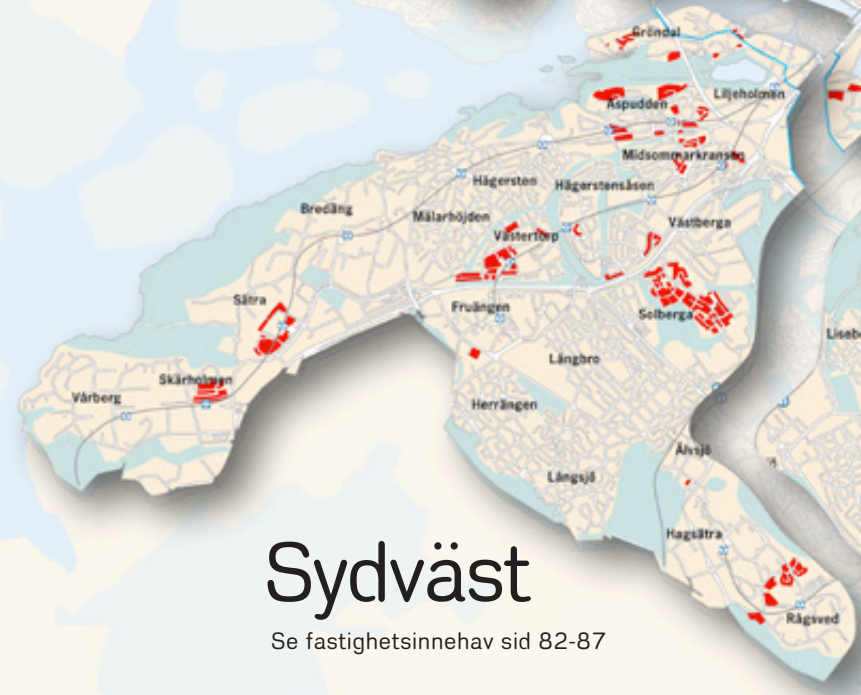 Gröndal
Liljeholmen
Aspudden
Midsommarkransen
Hägersten
Hägerstensåsen
Bredäng
Mälarhöjden
Västertorp
Västberga
Sätra
Fruängen
Solberga
Liseb
Långbro
Skärholmen
Vårberg
Herrängen
Älvsjö
Långsjö
Hagsätra
Rågsved
Sydväst
Se fastighetsinnehav sid 82-87